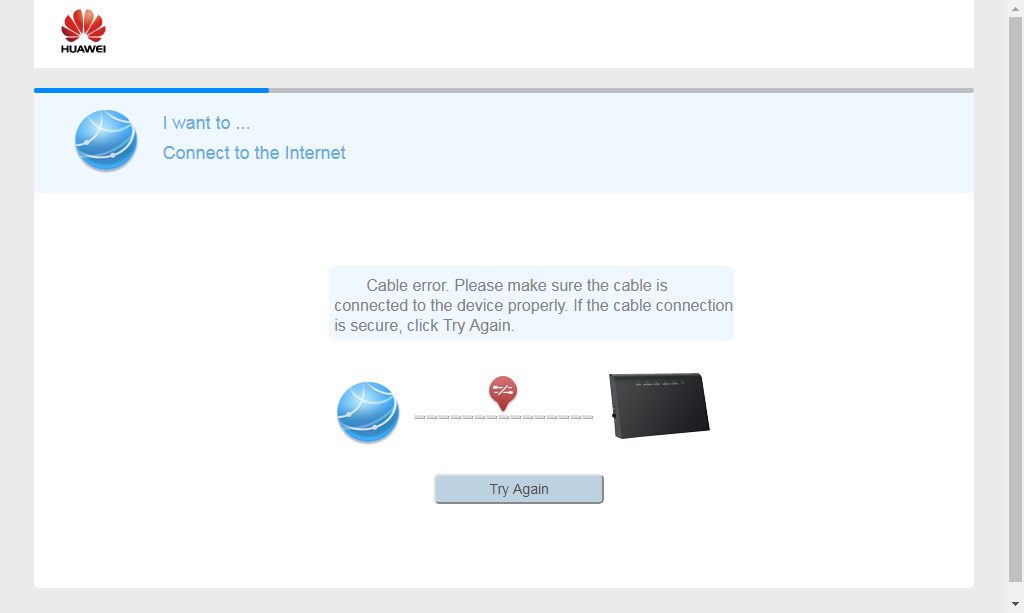 HUAWEI
I want to ...
Connect to the Internet
Cable error. Please make sure the cable is
connected to the device properly. If the cable connection
is secure, click Try Again.
Try Again